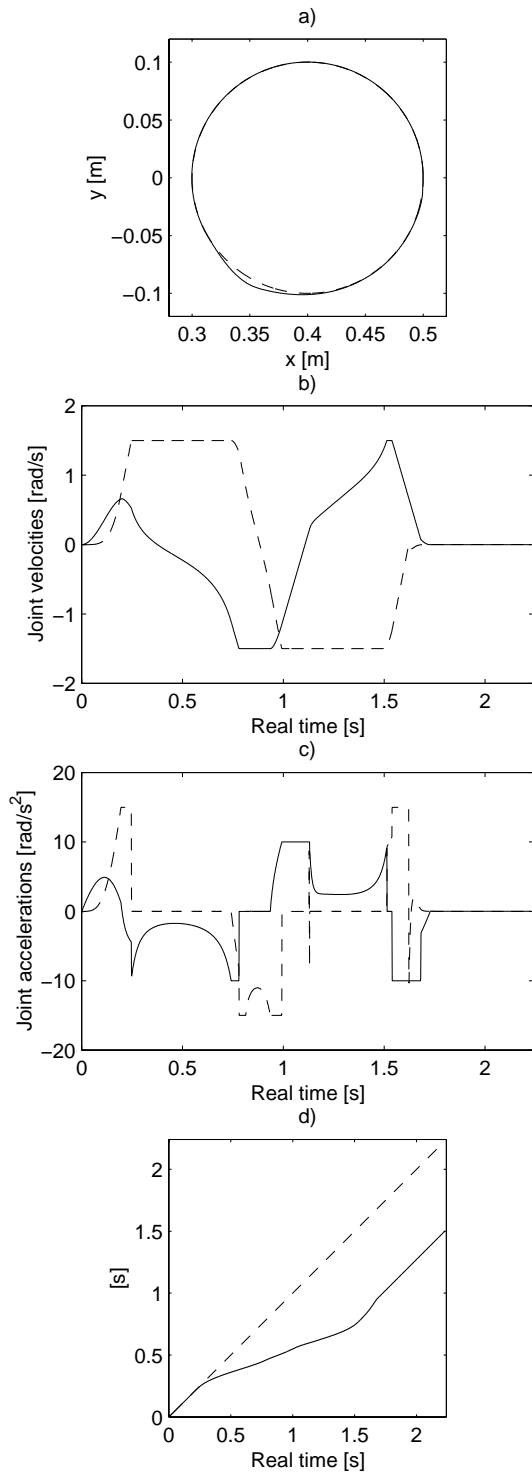 a)
0.1
0.05
0
−0.05
−0.1
y [m]
0.3 0.35 0.4 0.45 0.5
x [m]
b)
2
1
0
−1
−2
Joint velocities [rad/s]
0 0.5 1 1.5 2
Real time [s]
c)
20
10
0
−10
−20
Joint accelerations [rad/s²]
0 0.5 1 1.5 2
Real time [s]
d)
2
1.5
1
0.5
0
[s]
0 0.5 1 1.5 2
Real time [s]